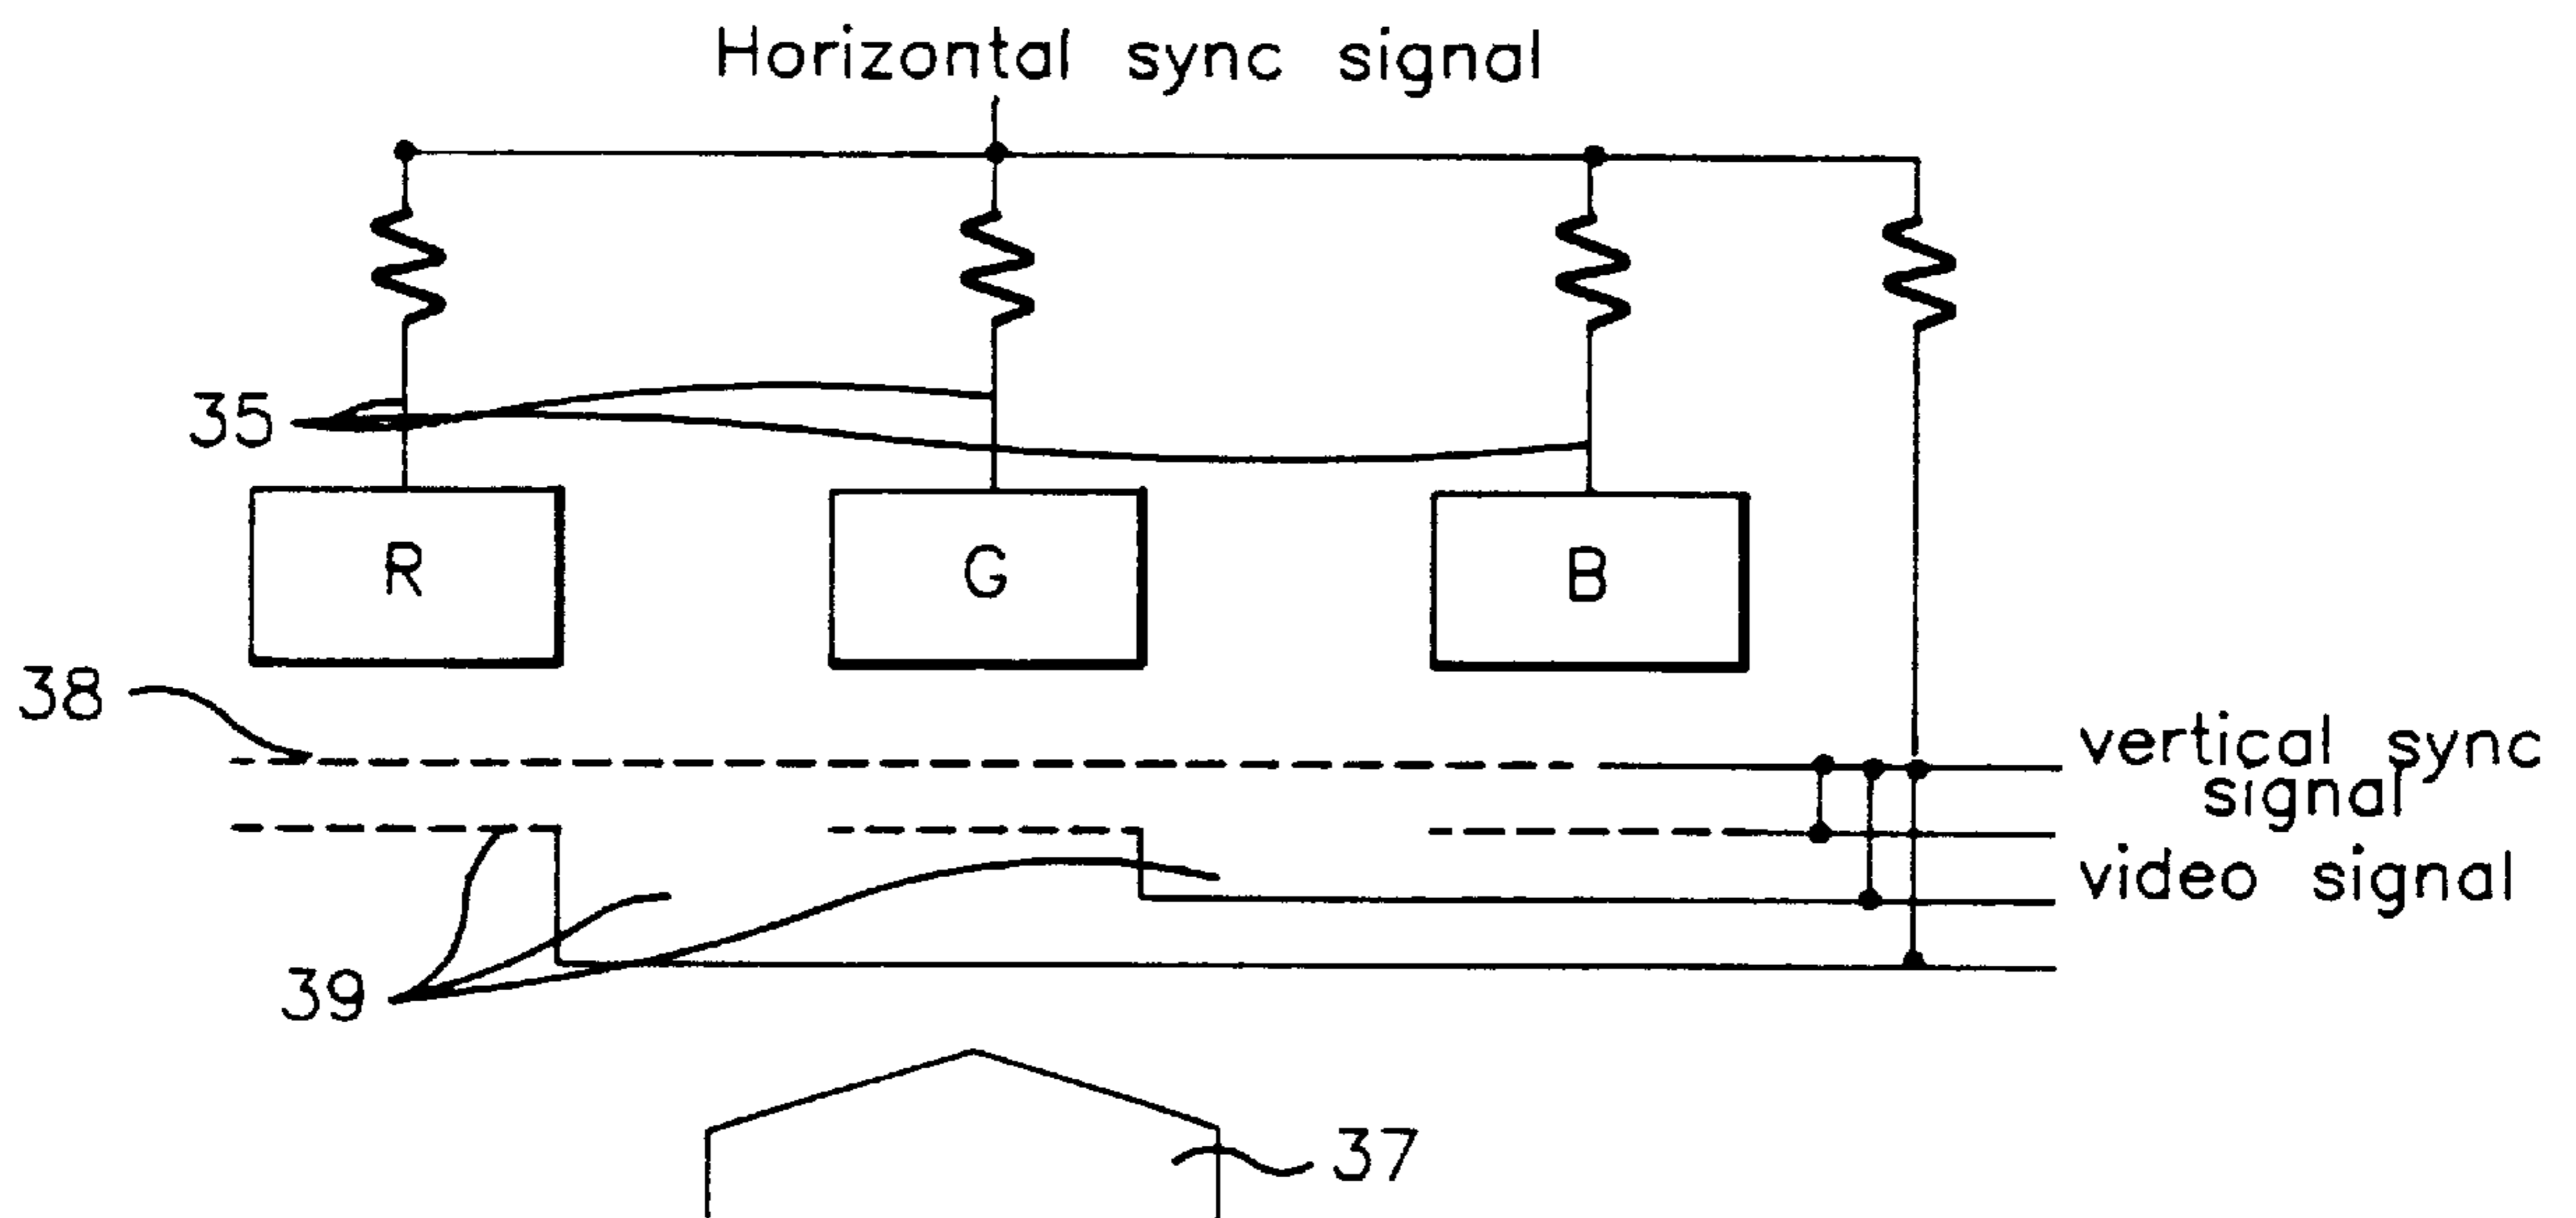 Horizontal sync signal
35
R
G
B
38
vertical sync
signal
video signal
39
37